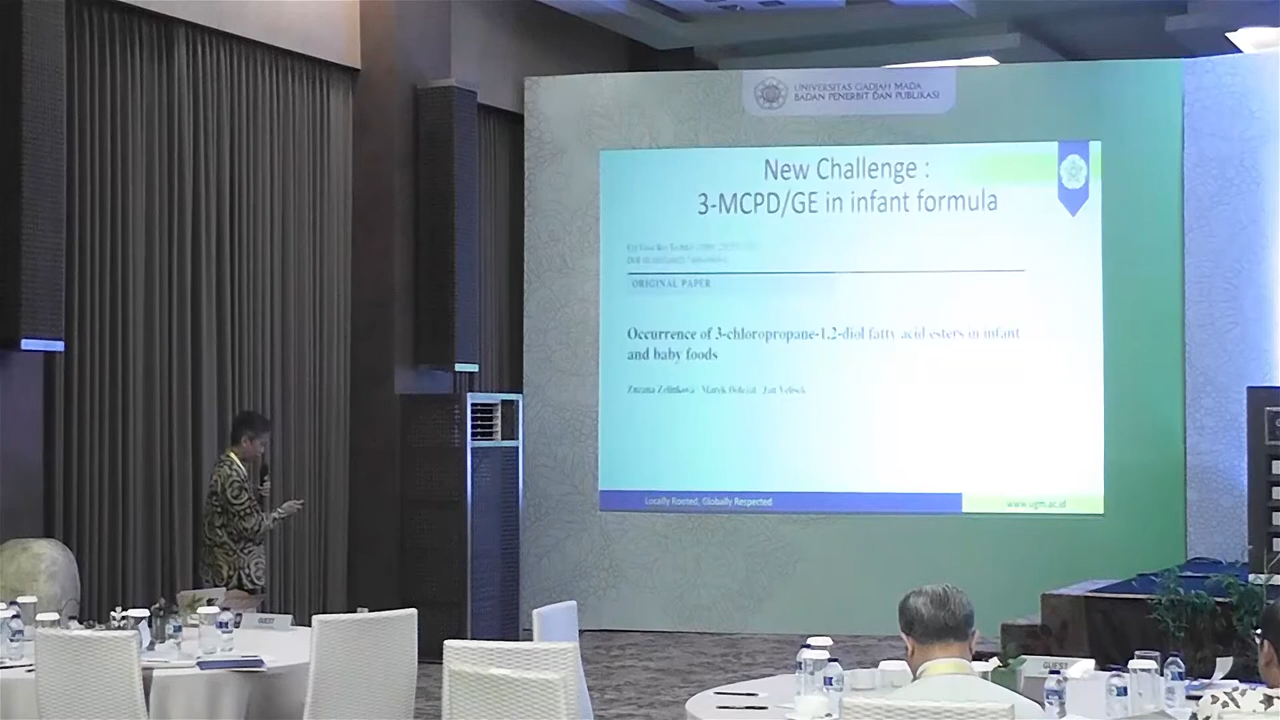 UNIVERSITAS GADJAH MADA
BADAN PENERBIT DAN PUBLIKASI
New Challenge :
3-MCPD/GE in infant formula
ORIGINAL PAPER
Occurrence of 3-chloropropane-1,2-diol fatty acid esters in infant
and baby foods
Locally Rooted, Globally Respected
www.ugm.ac.id
GUEST
GUEST